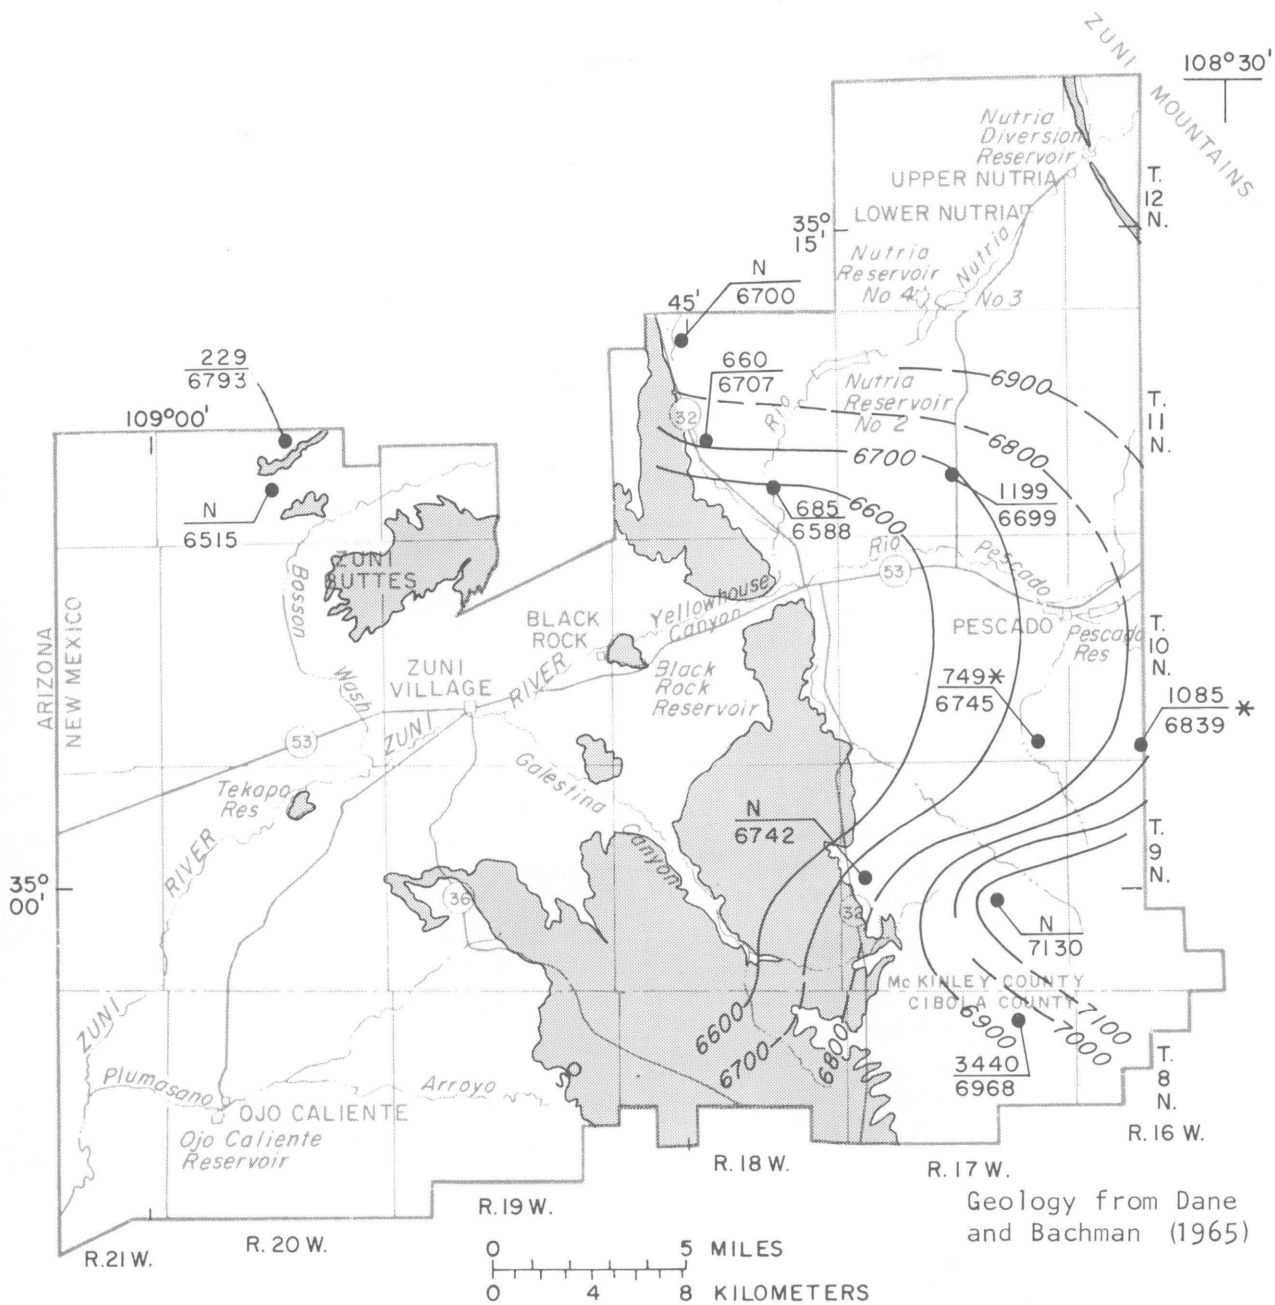 ZUNI
MOUNTAINS
108°30'
Nutria
Diversion
Reservoir
UPPER NUTRIA
LOWER NUTRIA
T.
12
N.
35°
15'
Nutria
Reservoir
No 4
Nutria
No 3
Rio
N
6700
45'
660
6707
32
229
6793
109°00'
N
6515
Nutria
Reservoir
No 2
6900
6800
6700
6600
T.
11
N.
1199
6699
685
6588
Rio
Pescado
53
ZUNI
BUTTES
Bosson
Wash
ARIZONA
NEW MEXICO
BLACK
ROCK
Yellowhouse
Canyon
PESCADO
Pescado
Res
T.
10
N.
ZUNI
VILLAGE
ZUNI
RIVER
Black
Rock
Reservoir
749*
6745
1085
6839 *
53
Tekapo
Res
Galestina
Canyon
N
6742
T.
9
N.
RIVER
35°
00'
36
32
N
7130
McKINLEY COUNTY
CIBOLA COUNTY
ZUNI
6600
6700
6800
6900
7100
7000
3440
6968
T.
8
N.
Plumasano
Arroyo
OJO CALIENTE
Ojo Caliente
Reservoir
R.16 W.
R.18 W.
R.17 W.
R.19 W.
R.20 W.
R.21 W.
Geology from Dane
and Bachman (1965)
0 5 MILES
0 4 8 KILOMETERS